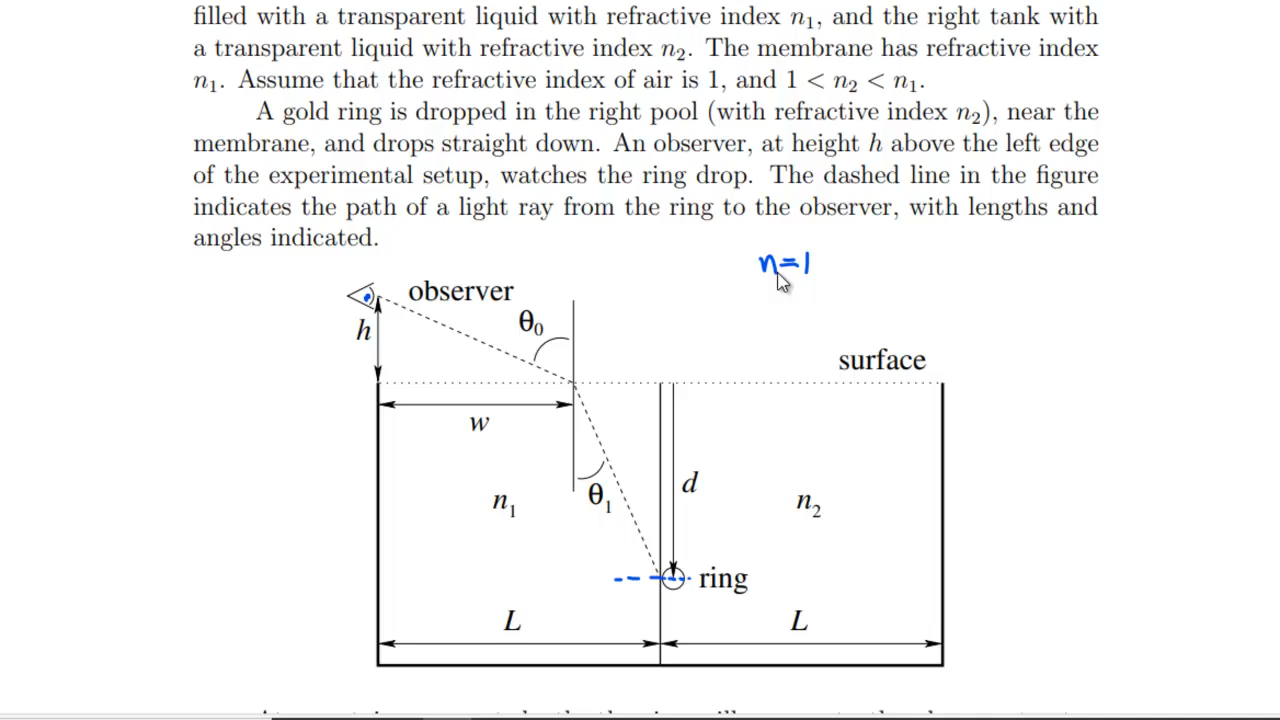 filled with a transparent liquid with refractive index n₁, and the right tank with
a transparent liquid with refractive index n₂. The membrane has refractive index
n₁. Assume that the refractive index of air is 1, and 1 < n₂ < n₁.
A gold ring is dropped in the right pool (with refractive index n₂), near the
membrane, and drops straight down. An observer, at height h above the left edge
of the experimental setup, watches the ring drop. The dashed line in the figure
indicates the path of a light ray from the ring to the observer, with lengths and
angles indicated.
n=1
observer
h
θ₀
surface
w
d
n₁
θ₁
n₂
ring
L
L